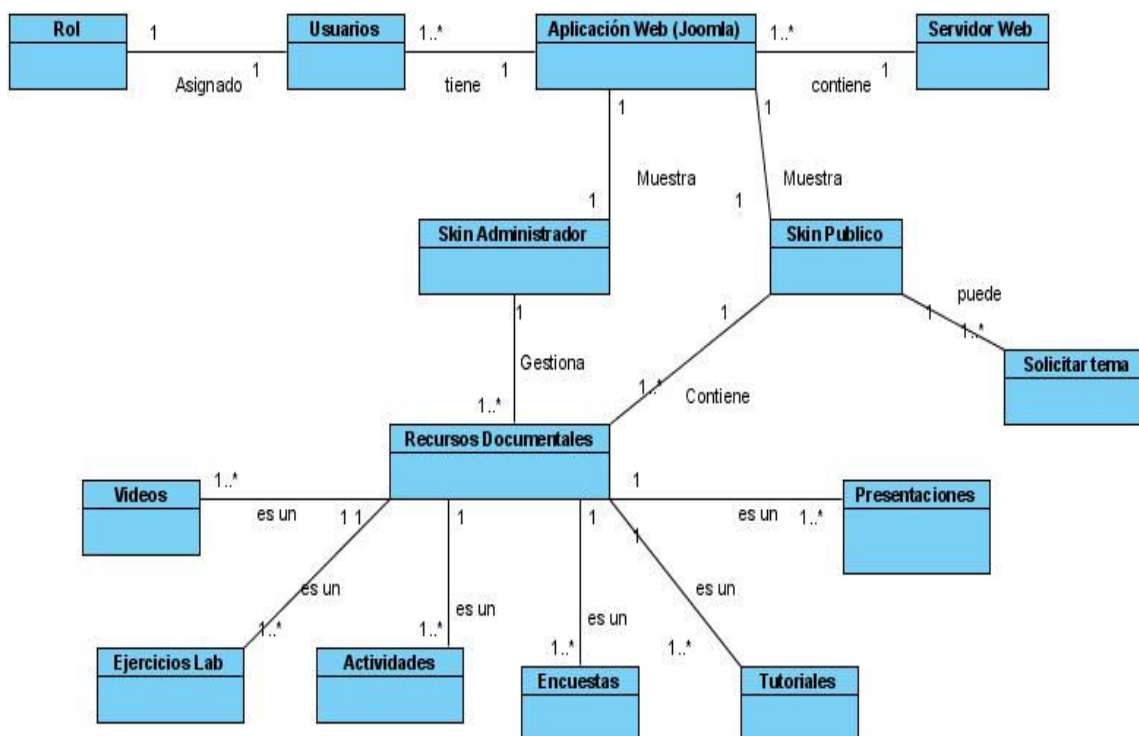 Rol
Usuarios
Aplicación Web (Joomla)
Servidor Web
1
1
Asignado
1..*
1
tiene
1..*
1
contiene
1
Muestra
1
1
Muestra
1
Skin Administrador
Skin Publico
1
Gestiona
1..*
1
1..*
Contiene
puede
1
1..*
Solicitar tema
Recursos Documentales
Videos
1..*
es un
1
1
es un
1..*
1
es un
1..*
1
es un
1..*
1
es un
1..*
1
es un
1..*
Presentaciones
Ejercicios Lab
Actividades
Encuestas
Tutoriales